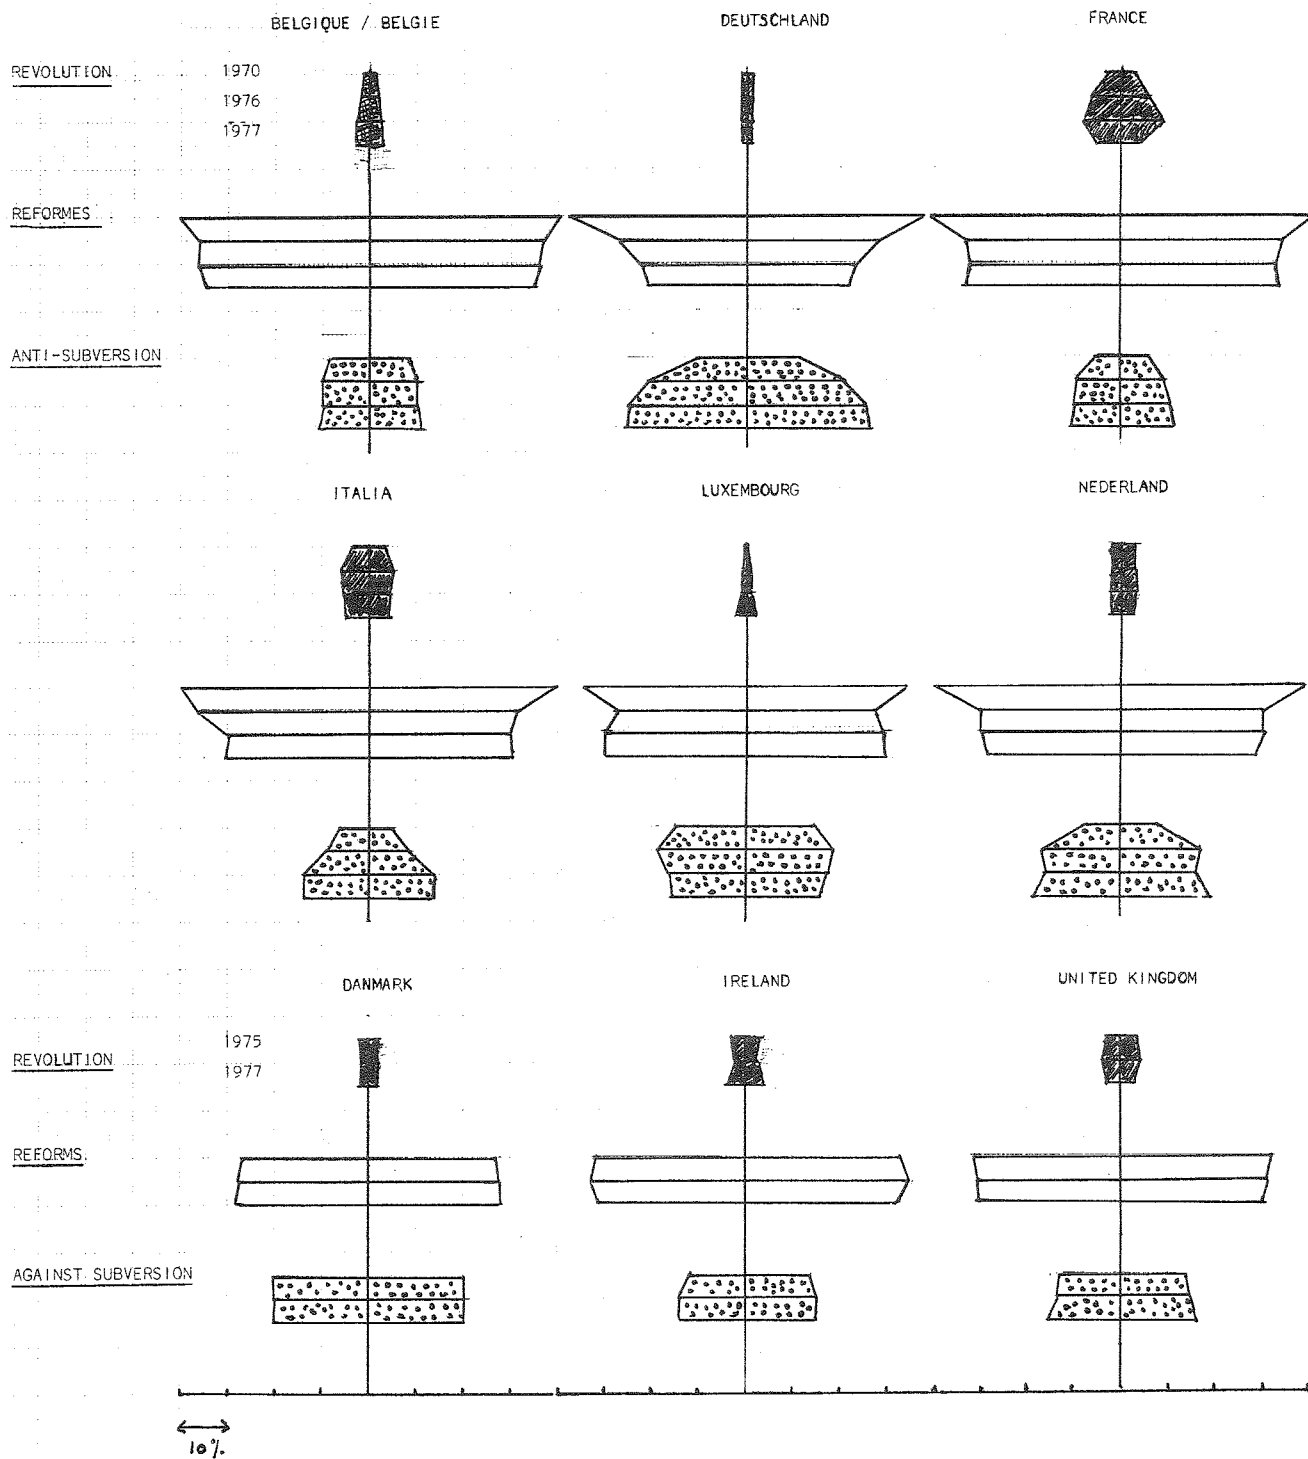 BELGIQUE / BELGIE
DEUTSCHLAND
FRANCE
REVOLUTION
1970
1976
1977
REFORMES
ANTI-SUBVERSION
ITALIA
LUXEMBOURG
NEDERLAND
DANMARK
IRELAND
UNITED KINGDOM
REVOLUTION
1975
1977
REFORMS
AGAINST SUBVERSION
10%